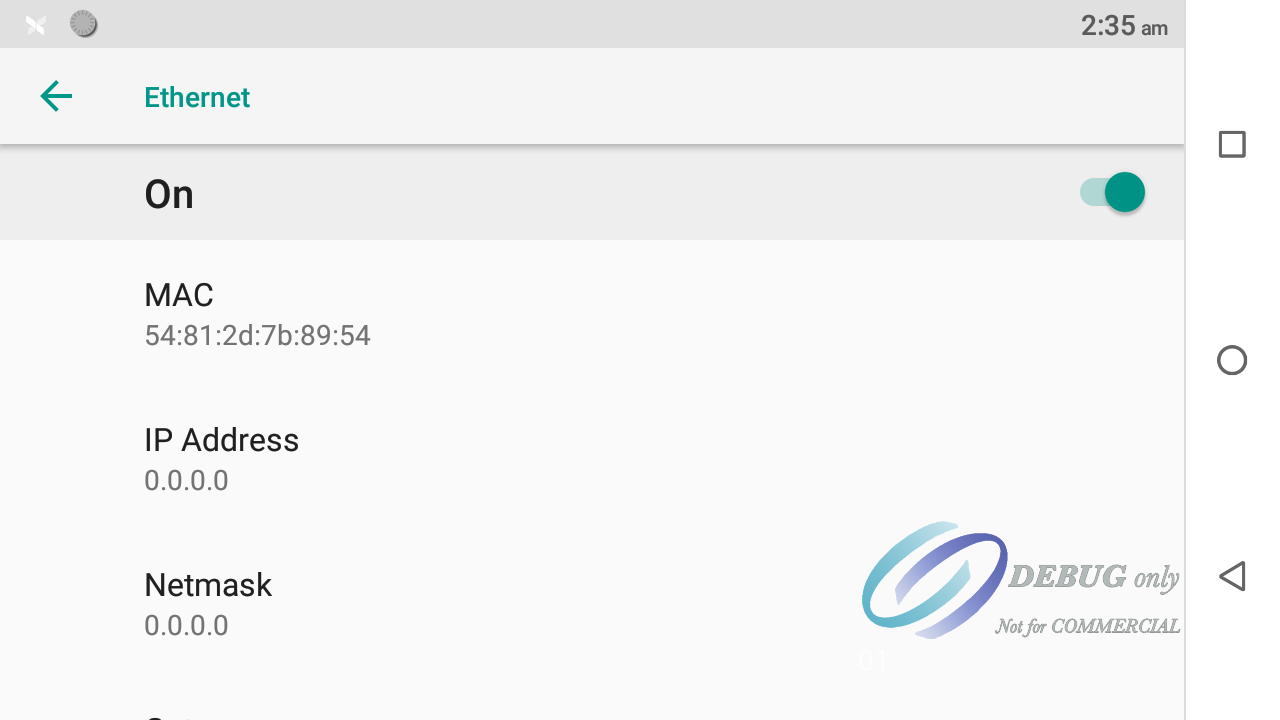 2:35 am
Ethernet
On
MAC
54:81:2d:7b:89:54
IP Address
0.0.0.0
Netmask
0.0.0.0
DEBUG only
Not for COMMERCIAL
01